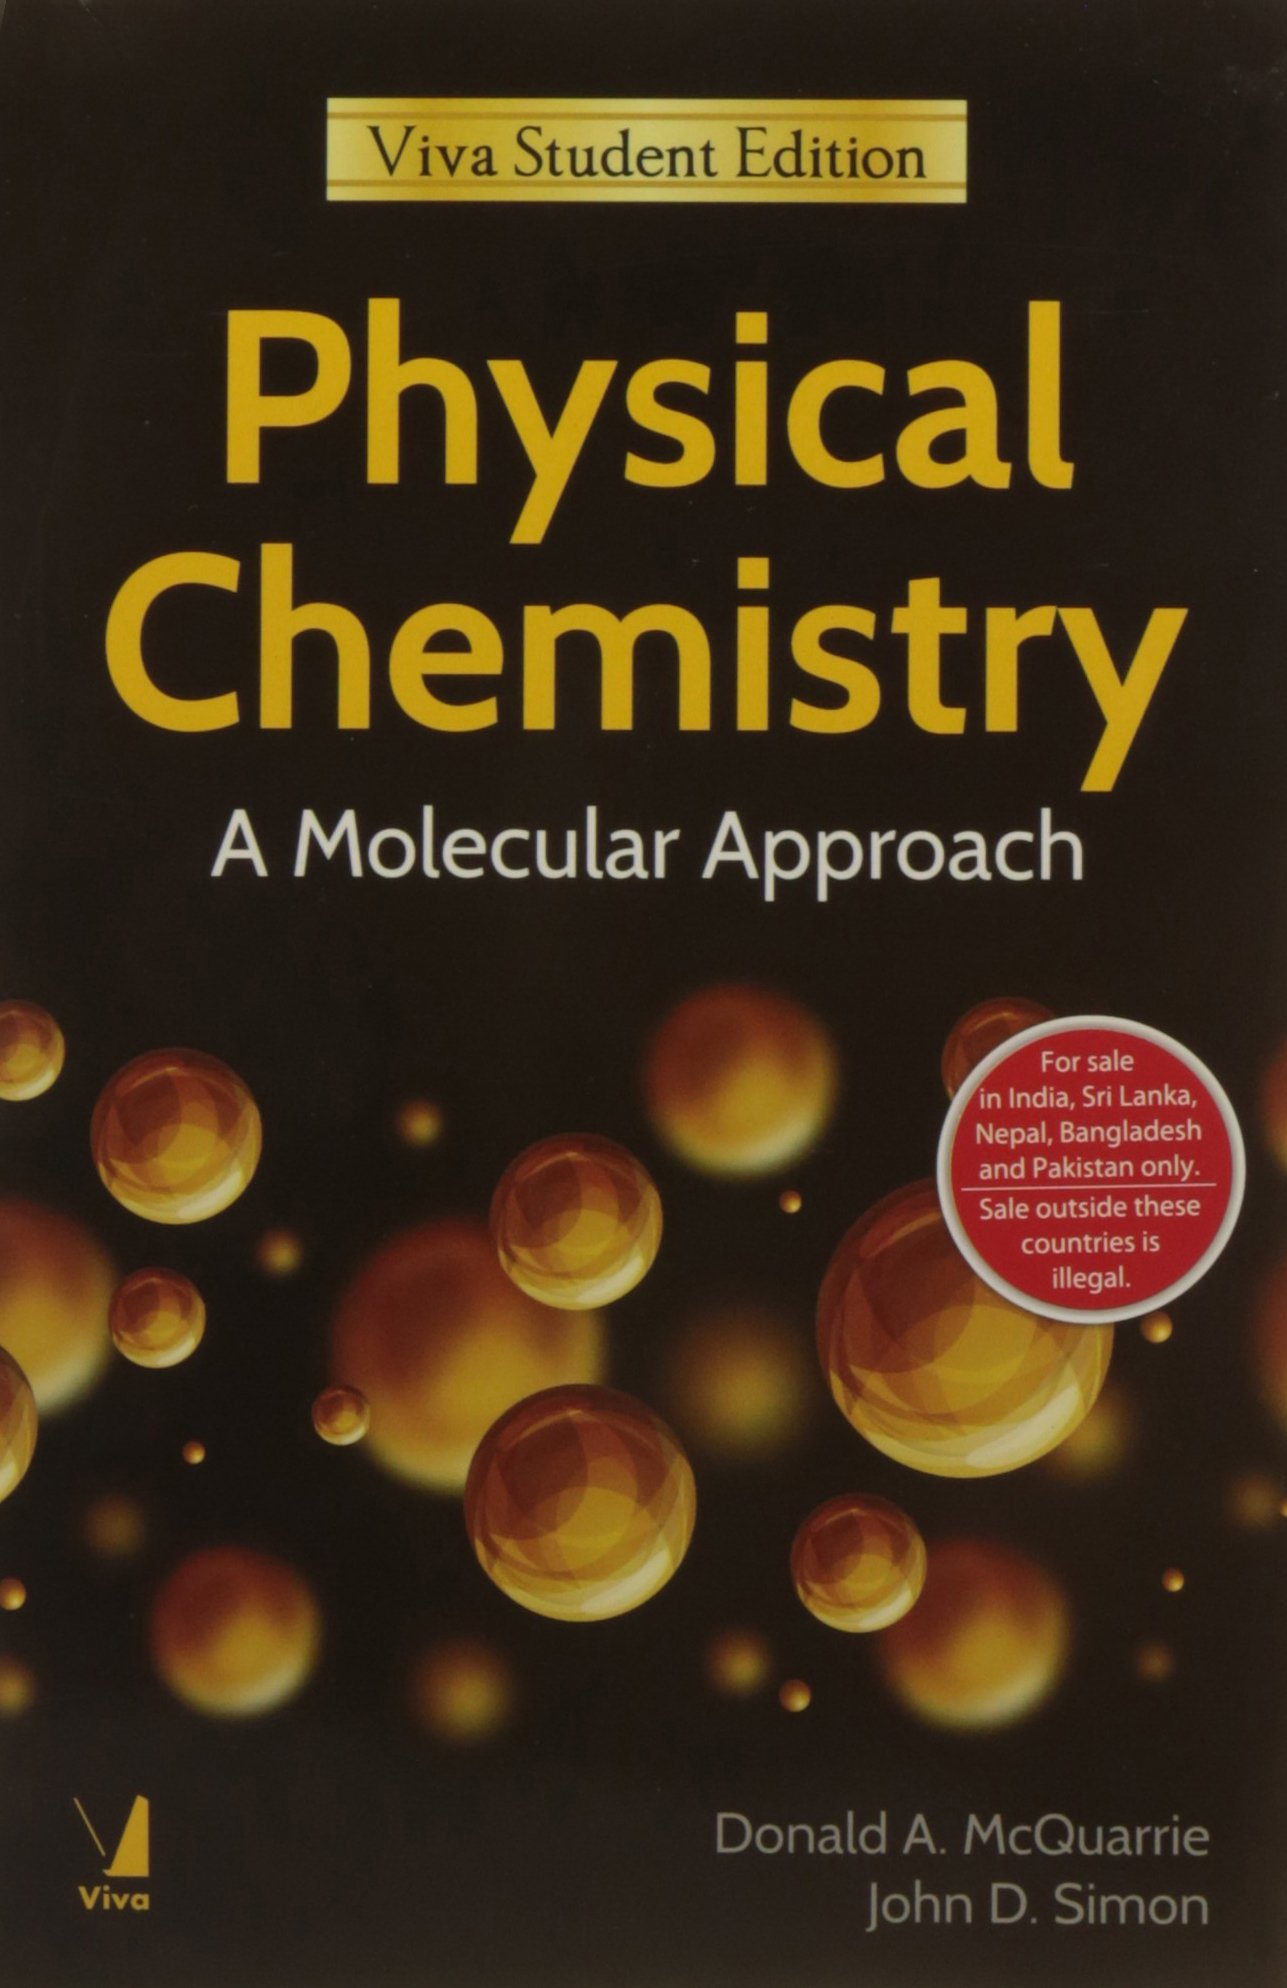 Viva Student Edition
Physical
Chemistry
A Molecular Approach
For sale
in India, Sri Lanka,
Nepal, Bangladesh
and Pakistan only.
Sale outside these
countries is
illegal.
Donald A. McQuarrie
John D. Simon
Viva